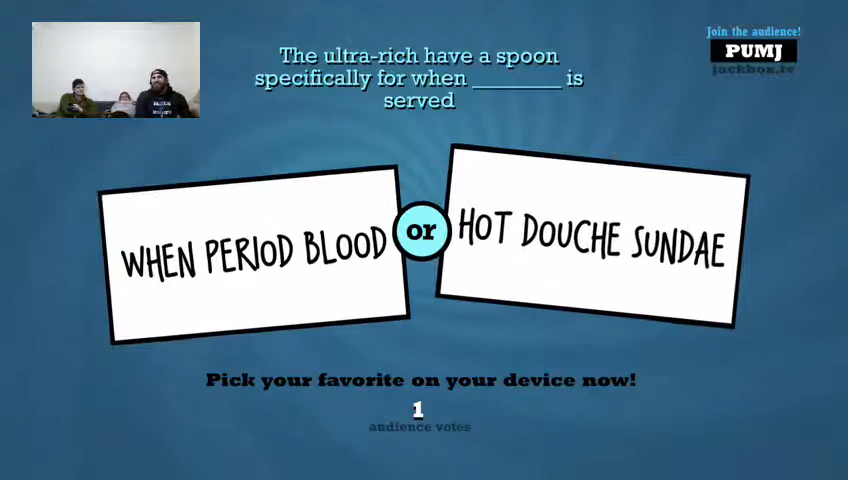 Join the audience!
PUMJ
jackbox.tv
The ultra-rich have a spoon
specifically for when ________ is
served
WHEN PERIOD BLOOD
or
HOT DOUCHE SUNDAE
Pick your favorite on your device now!
1
audience votes